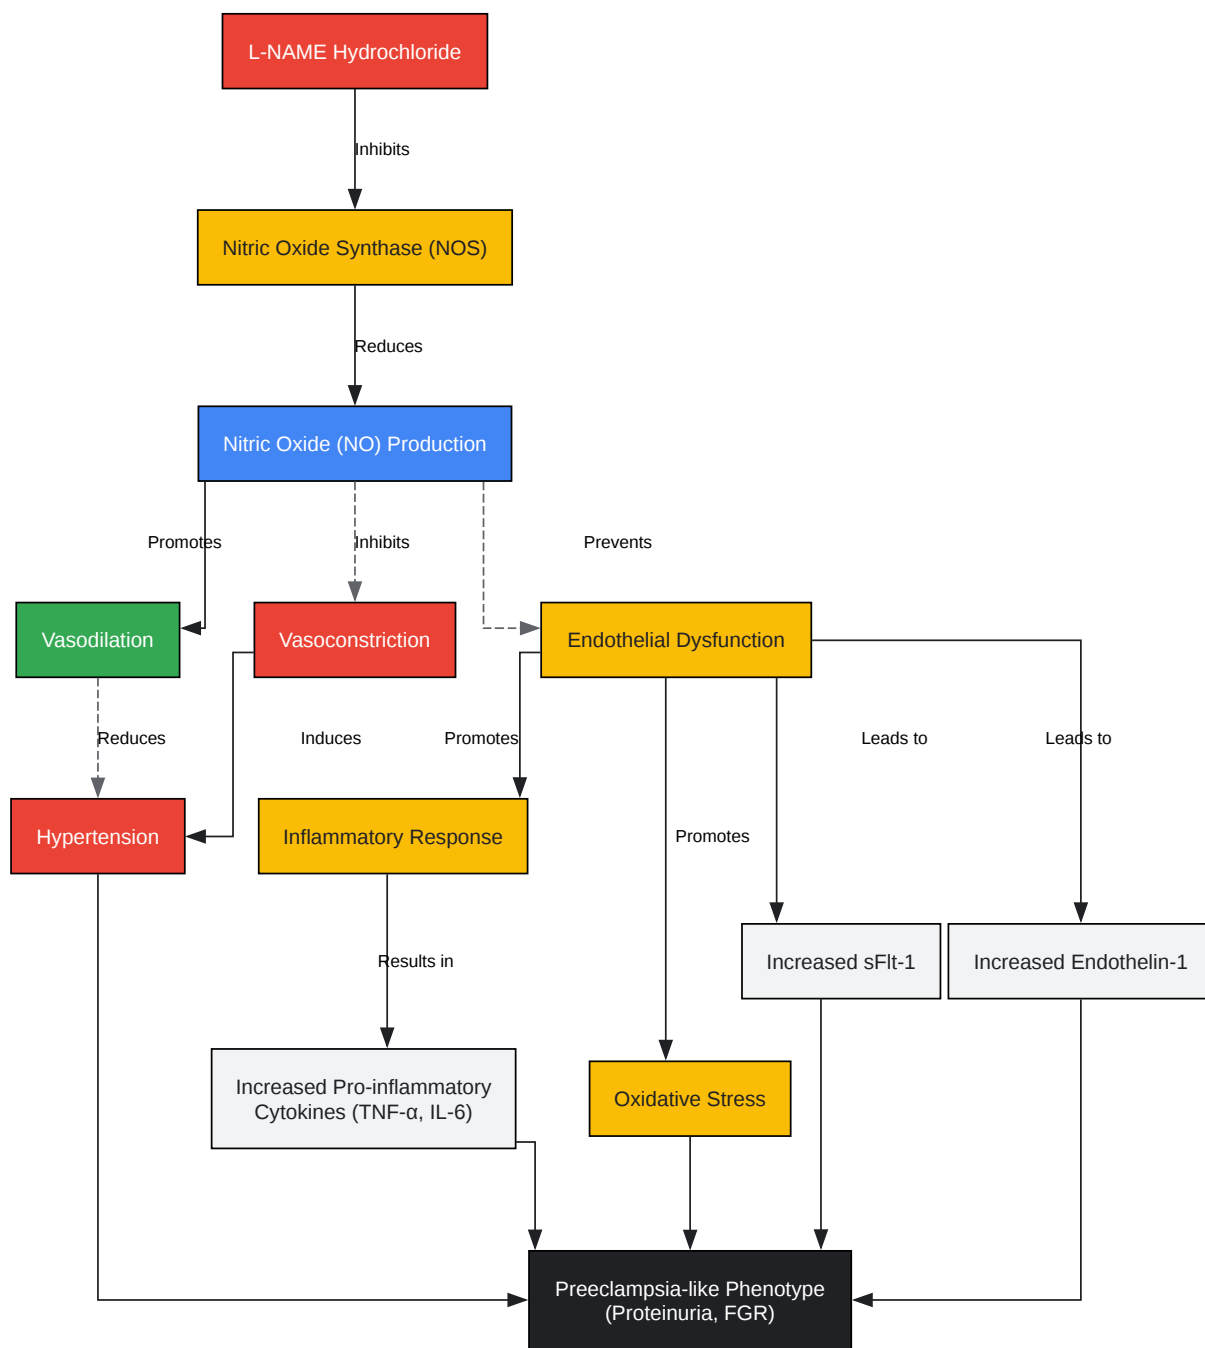 L-NAME Hydrochloride
Inhibits
Nitric Oxide Synthase (NOS)
Reduces
Nitric Oxide (NO) Production
Promotes
Inhibits
Prevents
Vasodilation
Vasoconstriction
Endothelial Dysfunction
Reduces
Induces
Promotes
Leads to
Leads to
Hypertension
Inflammatory Response
Promotes
Results in
Increased sFlt-1
Increased Endothelin-1
Increased Pro-inflammatory
Cytokines (TNF-α, IL-6)
Oxidative Stress
Preeclampsia-like Phenotype
(Proteinuria, FGR)